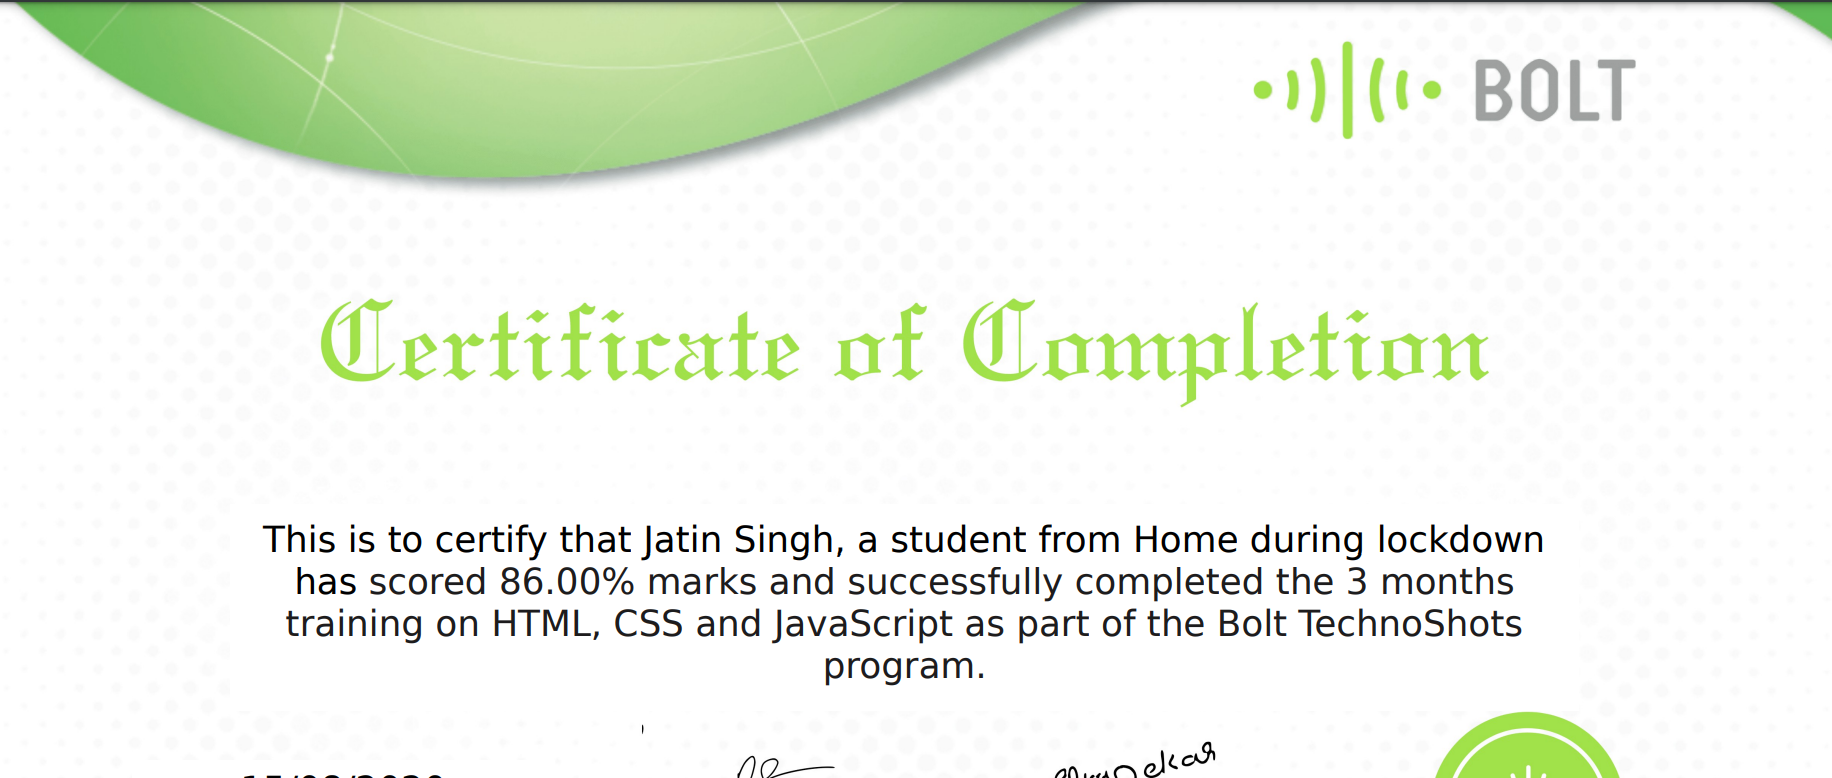 BOLT
Certificate of Completion
This is to certify that Jatin Singh, a student from Home during lockdown
has scored 86.00% marks and successfully completed the 3 months
training on HTML, CSS and JavaScript as part of the Bolt TechnoShots
program.